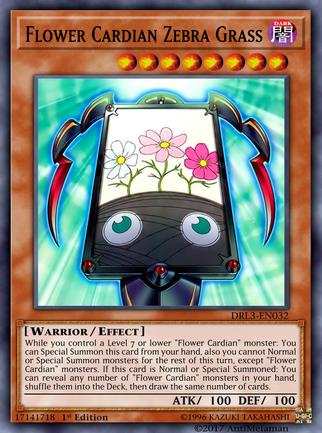 FLOWER CARDIAN ZEBRA GRASS
DARK
闇
DRL3-EN032
[WARRIOR / EFFECT]
While you control a Level 7 or lower "Flower Cardian" monster: You
can Special Summon this card from your hand, also you cannot Normal
or Special Summon monsters for the rest of this turn, except "Flower
Cardian" monsters. If this card is Normal or Special Summoned: You
can reveal any number of "Flower Cardian" monsters in your hand,
shuffle them into the Deck, then draw the same number of cards.
ATK/ 100 DEF/ 100
17141718 1st Edition ©1996 KAZUKI TAKAHASHI
©2017 AntiMetaman